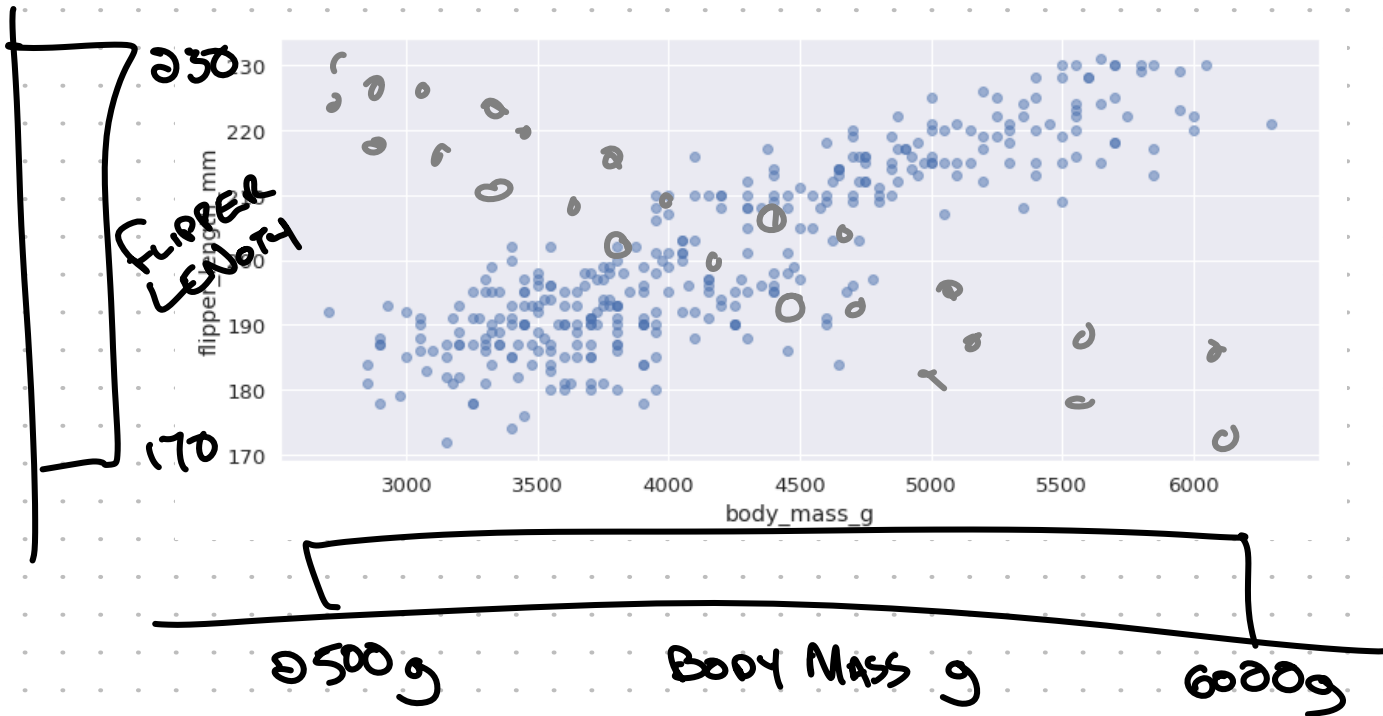 230
230
220
210
FLIPPER
LENGTH
flipper_length_mm
200
190
180
170
170
3000 3500 4000 4500 5000 5500 6000
body_mass_g
2500g BODY MASS g 6000g